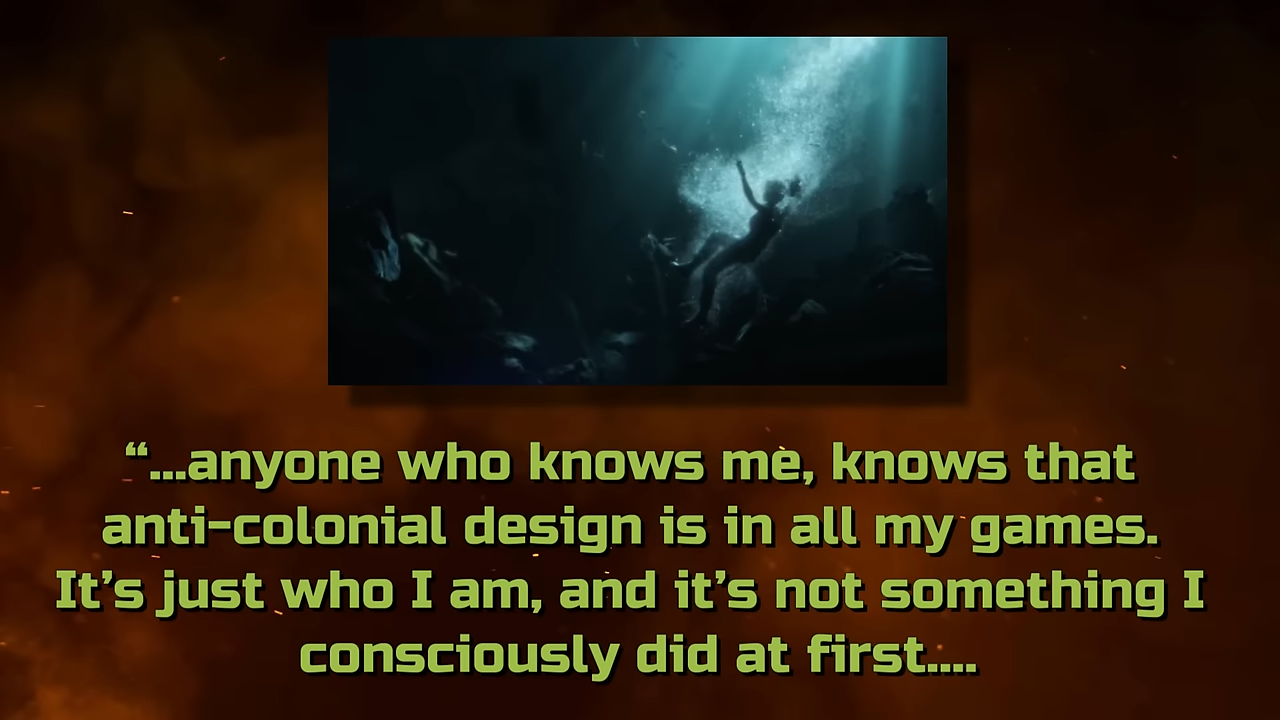 “...anyone who knows me, knows that
anti-colonial design is in all my games.
It’s just who I am, and it’s not something I
consciously did at first....